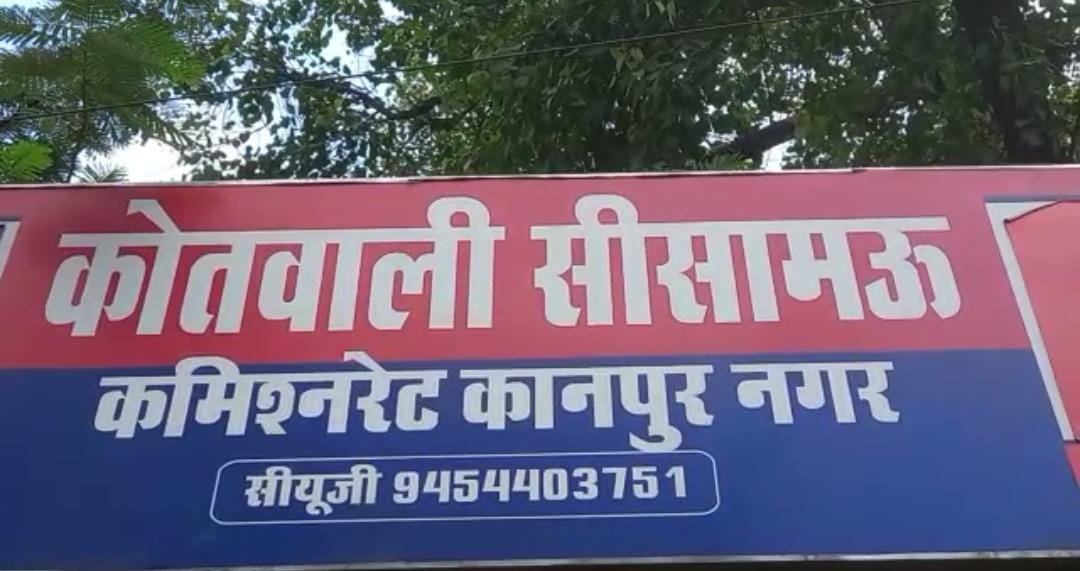 कोतवाली सीसामऊ
कमिश्नरेट कानपुर नगर
सीयूजी 9454403751